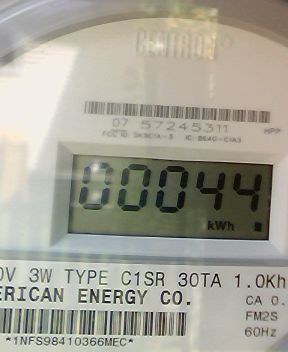 CENTRON®
07 57245311
HPP
00044
kWh
0V 3W TYPE C1SR 30TA 1.0Kh
ERICAN ENERGY CO.
CA 0.
FM2S
60Hz
*1NFS98410366MEC*